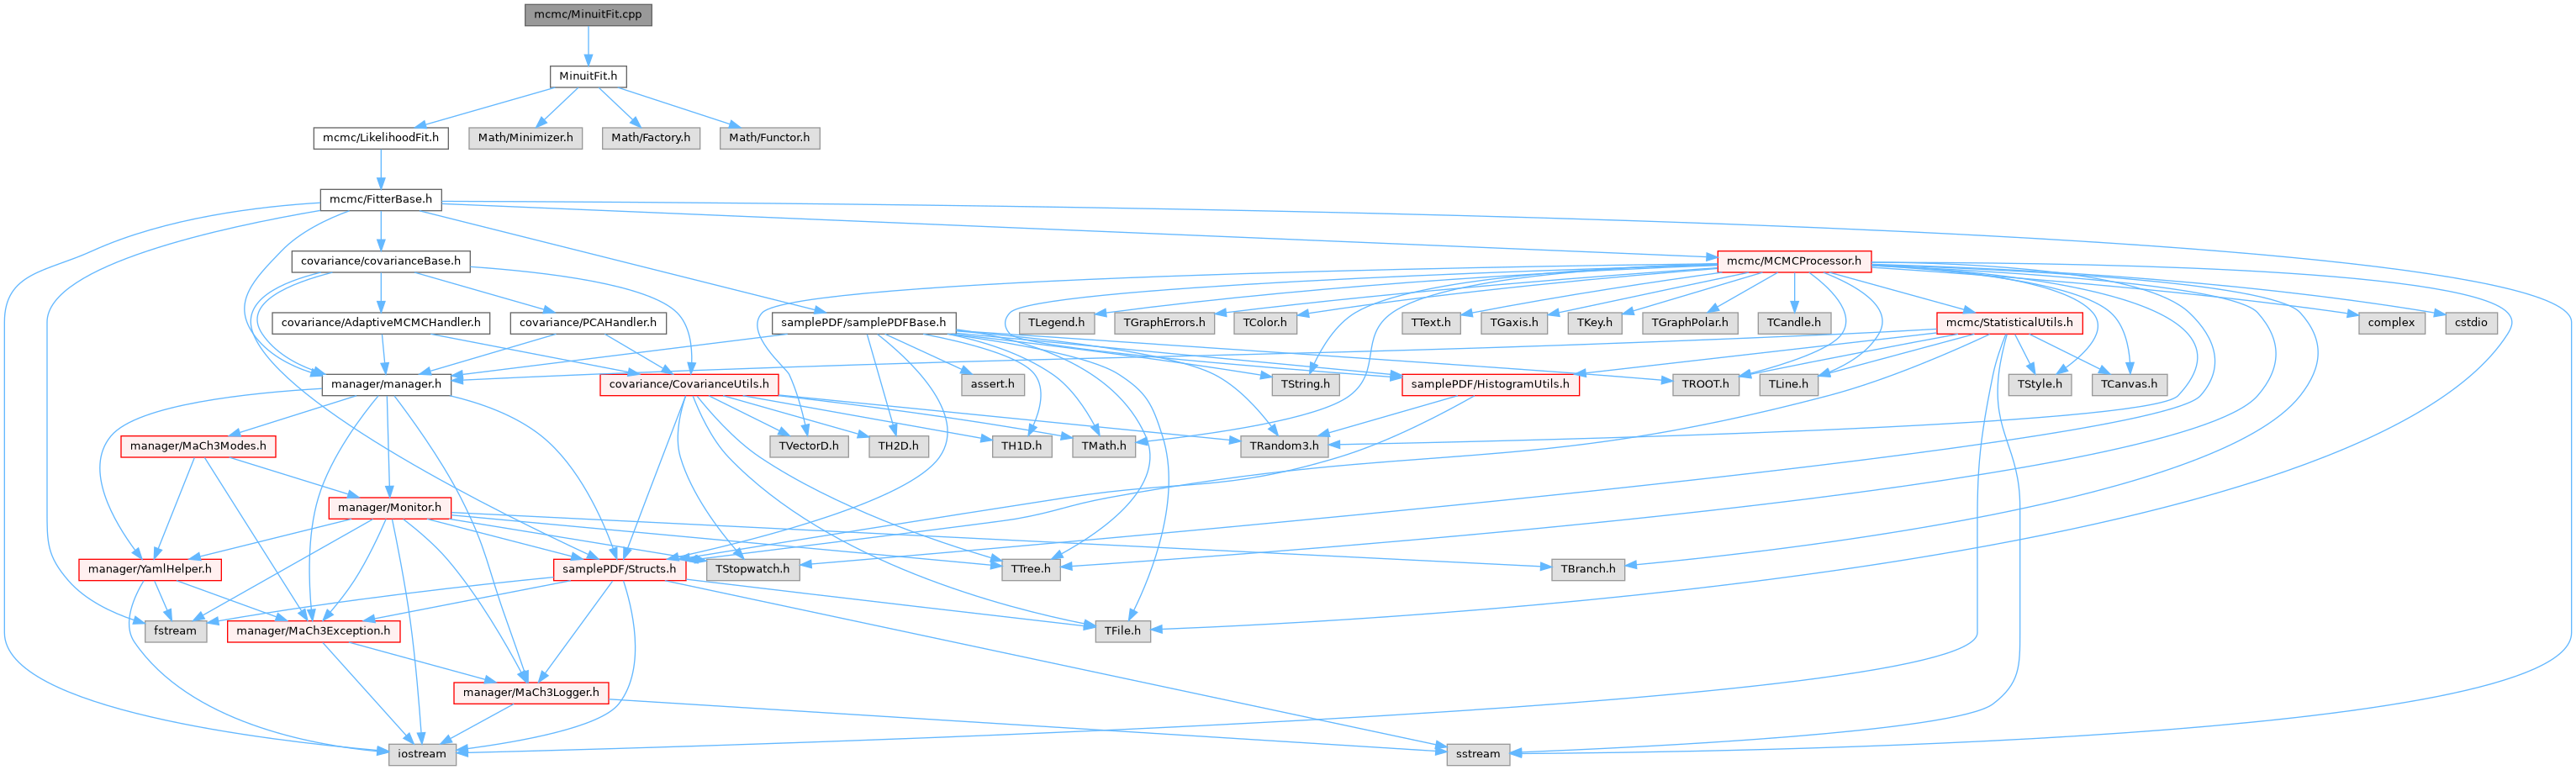 mcmc/MinuitFit.cpp
MinuitFit.h
mcmc/LikelihoodFit.h
Math/Minimizer.h
Math/Factory.h
Math/Functor.h
mcmc/FitterBase.h
covariance/covarianceBase.h
mcmc/MCMCProcessor.h
covariance/AdaptiveMCMCHandler.h
covariance/PCAHandler.h
samplePDF/samplePDFBase.h
TLegend.h
TGraphErrors.h
TColor.h
TText.h
TGaxis.h
TKey.h
TGraphPolar.h
TCandle.h
mcmc/StatisticalUtils.h
complex
cstdio
manager/manager.h
covariance/CovarianceUtils.h
assert.h
TString.h
samplePDF/HistogramUtils.h
TROOT.h
TLine.h
TStyle.h
TCanvas.h
manager/MaCh3Modes.h
TVectorD.h
TH2D.h
TH1D.h
TMath.h
TRandom3.h
manager/Monitor.h
manager/YamlHelper.h
samplePDF/Structs.h
TStopwatch.h
TTree.h
TBranch.h
fstream
manager/MaCh3Exception.h
TFile.h
manager/MaCh3Logger.h
iostream
sstream